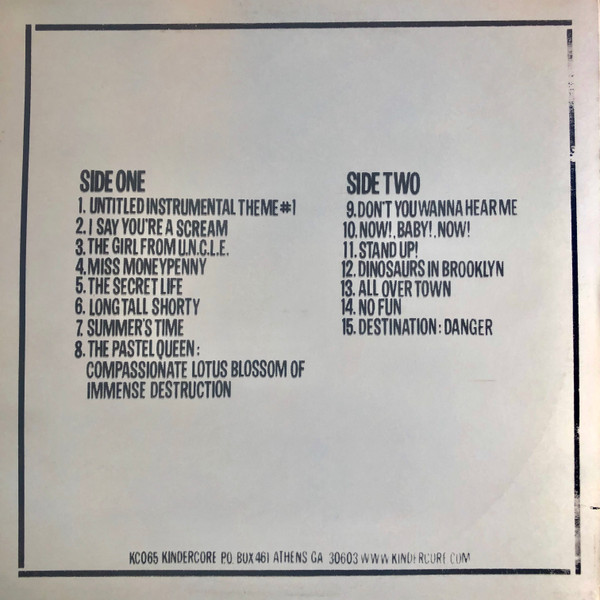 SIDE ONE
1. UNTITLED INSTRUMENTAL THEME #1
2. I SAY YOU'RE A SCREAM
3. THE GIRL FROM U.N.C.L.E.
4. MISS MONEYPENNY
5. THE SECRET LIFE
6. LONG TALL SHORTY
7. SUMMER'S TIME
8. THE PASTEL QUEEN:
COMPASSIONATE LOTUS BLOSSOM OF
IMMENSE DESTRUCTION
SIDE TWO
9. DON'T YOU WANNA HEAR ME
10. NOW!, BABY!, NOW!
11. STAND UP!
12. DINOSAURS IN BROOKLYN
13. ALL OVER TOWN
14. NO FUN
15. DESTINATION: DANGER
KC065 KINDERCORE P.O. BUX 461 ATHENS GA 30603 WWW.KINDERCORE.COM